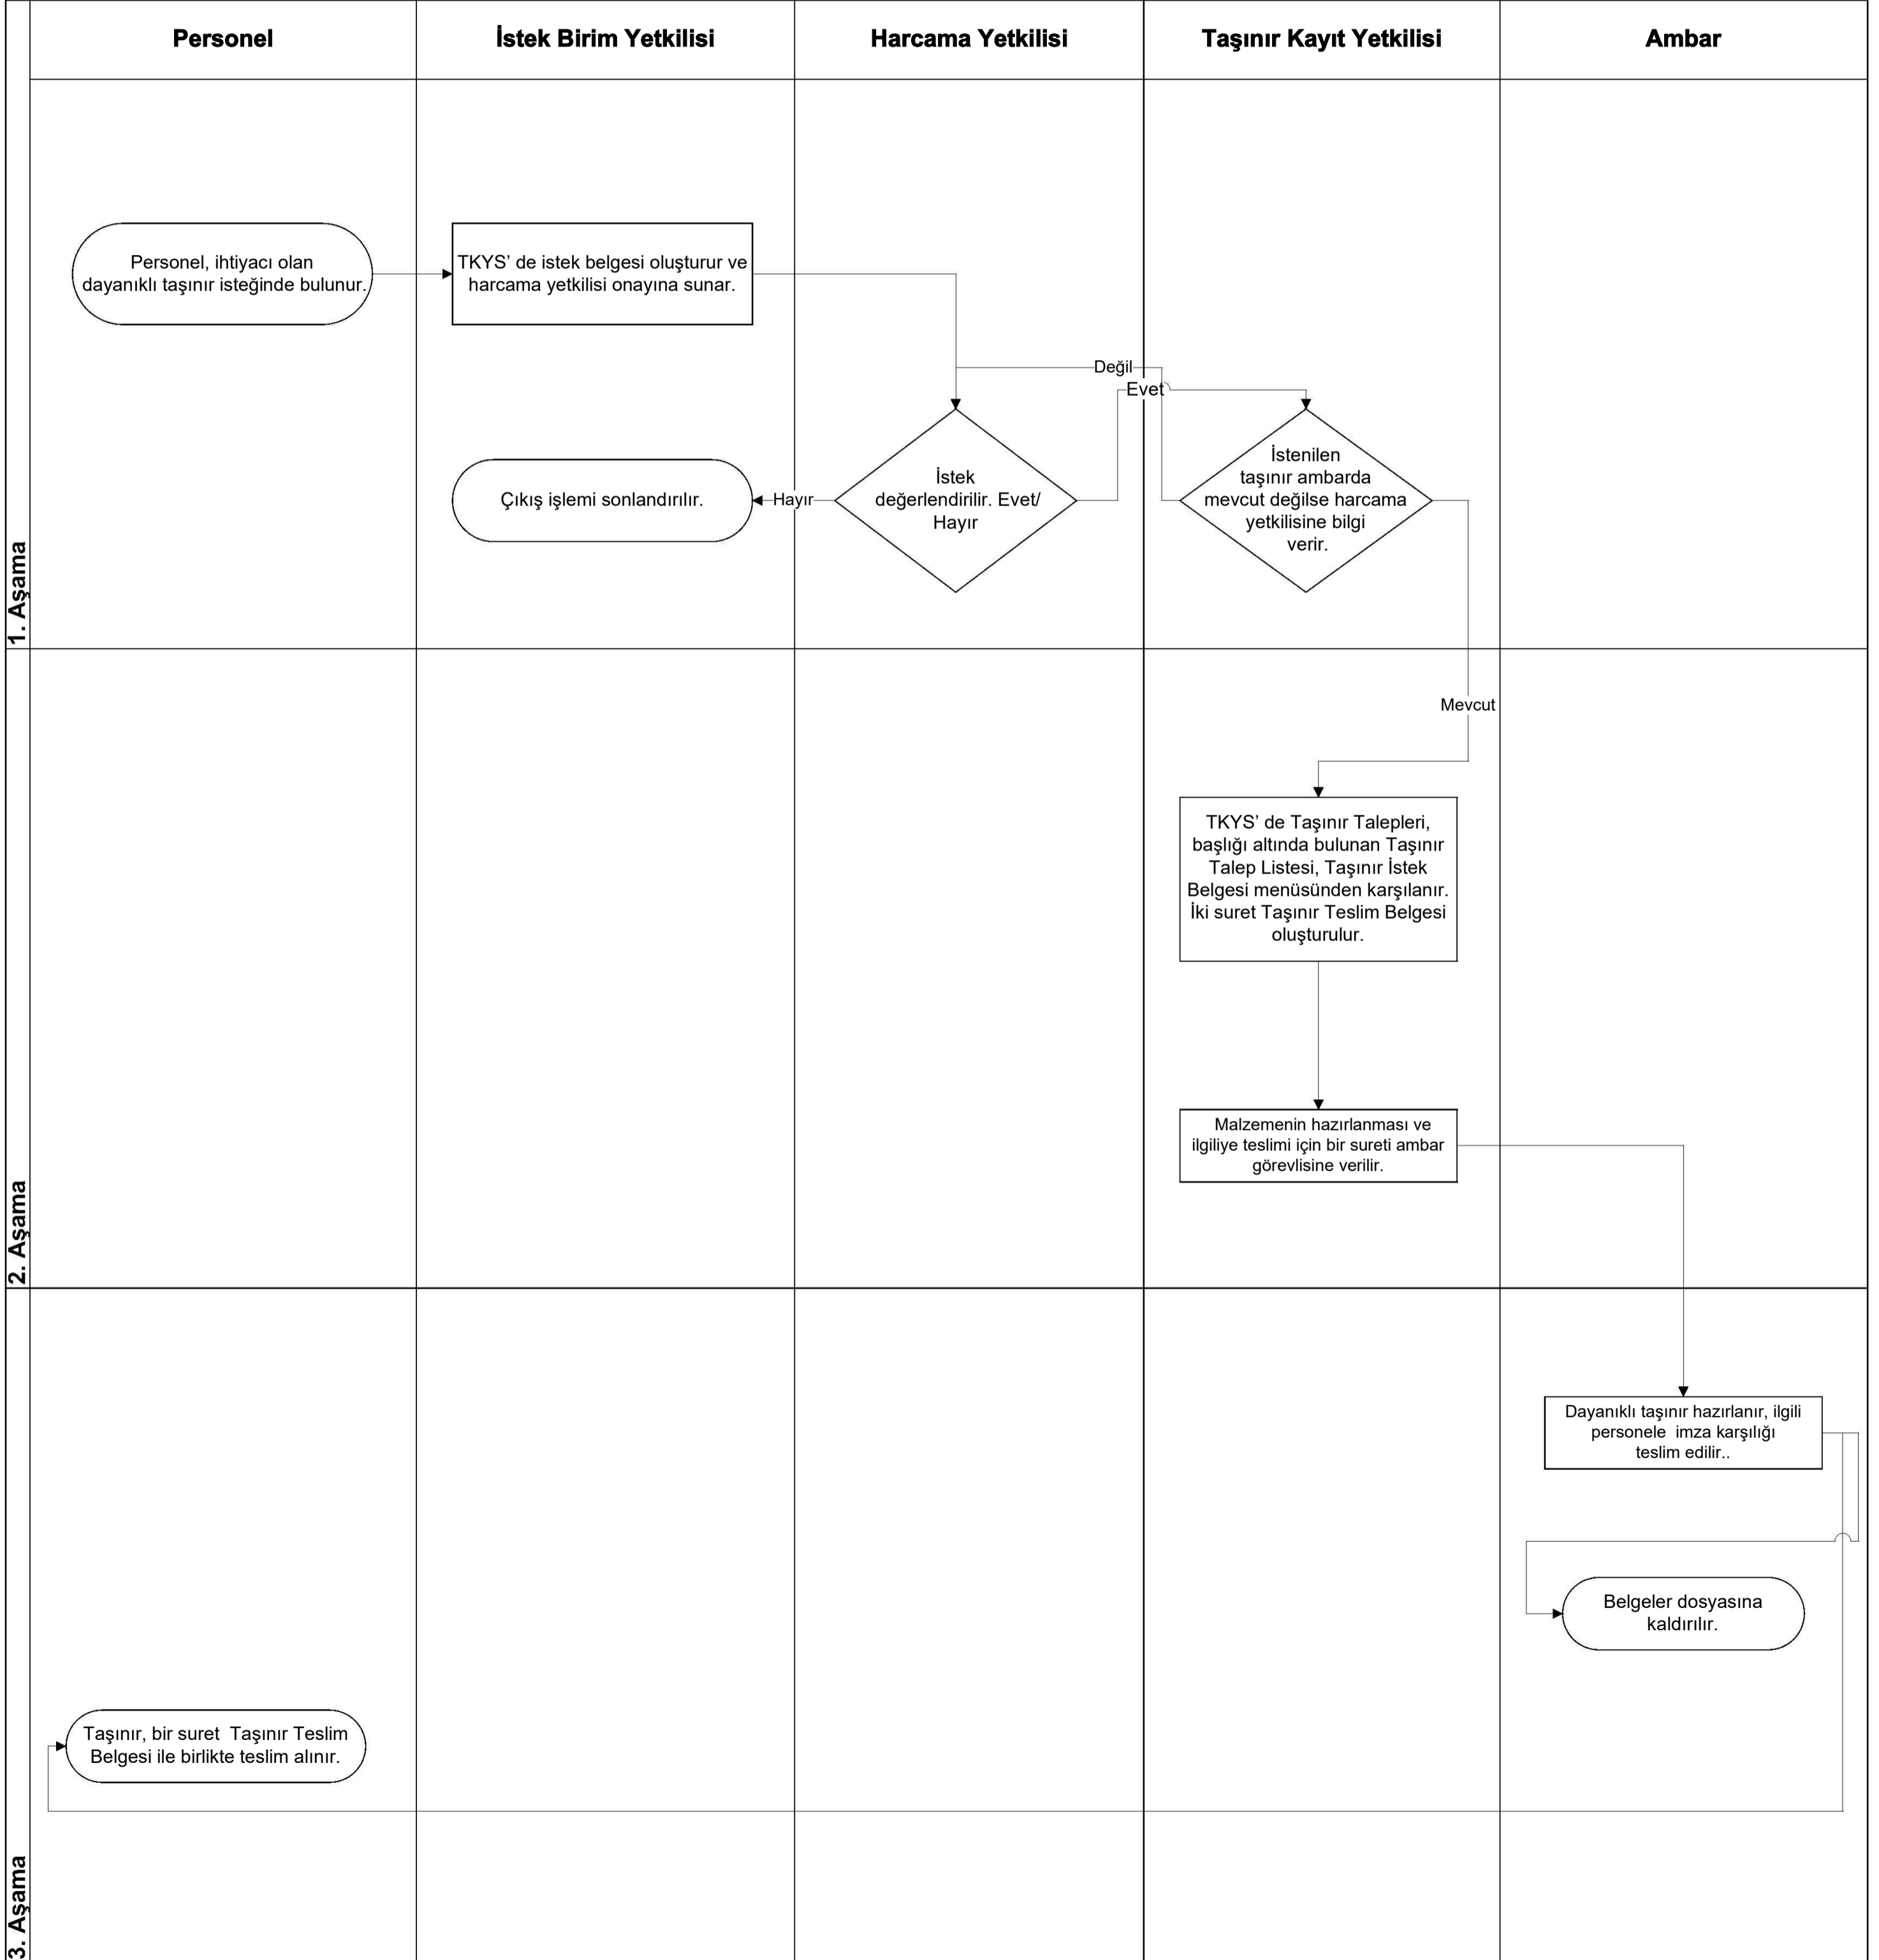 Personel
İstek Birim Yetkilisi
Harcama Yetkilisi
Taşınır Kayıt Yetkilisi
Ambar
1. Aşama
Personel, ihtiyacı olan
dayanıklı taşınır isteğinde bulunur.
TKYS’ de istek belgesi oluşturur ve
harcama yetkilisi onayına sunar.
Değil
Evet
Çıkış işlemi sonlandırılır.
Hayır
İstek
değerlendirilir. Evet/
Hayır
İstenilen
taşınır ambarda
mevcut değilse harcama
yetkilisine bilgi
verir.
2. Aşama
Mevcut
TKYS’ de Taşınır Talepleri,
başlığı altında bulunan Taşınır
Talep Listesi, Taşınır İstek
Belgesi menüsünden karşılanır.
İki suret Taşınır Teslim Belgesi
oluşturulur.
Malzemenin hazırlanması ve
ilgiliye teslimi için bir sureti ambar
görevlisine verilir.
3. Aşama
Dayanıklı taşınır hazırlanır, ilgili
personele  imza karşılığı
teslim edilir..
Belgeler dosyasına
kaldırılır.
Taşınır, bir suret  Taşınır Teslim
Belgesi ile birlikte teslim alınır.